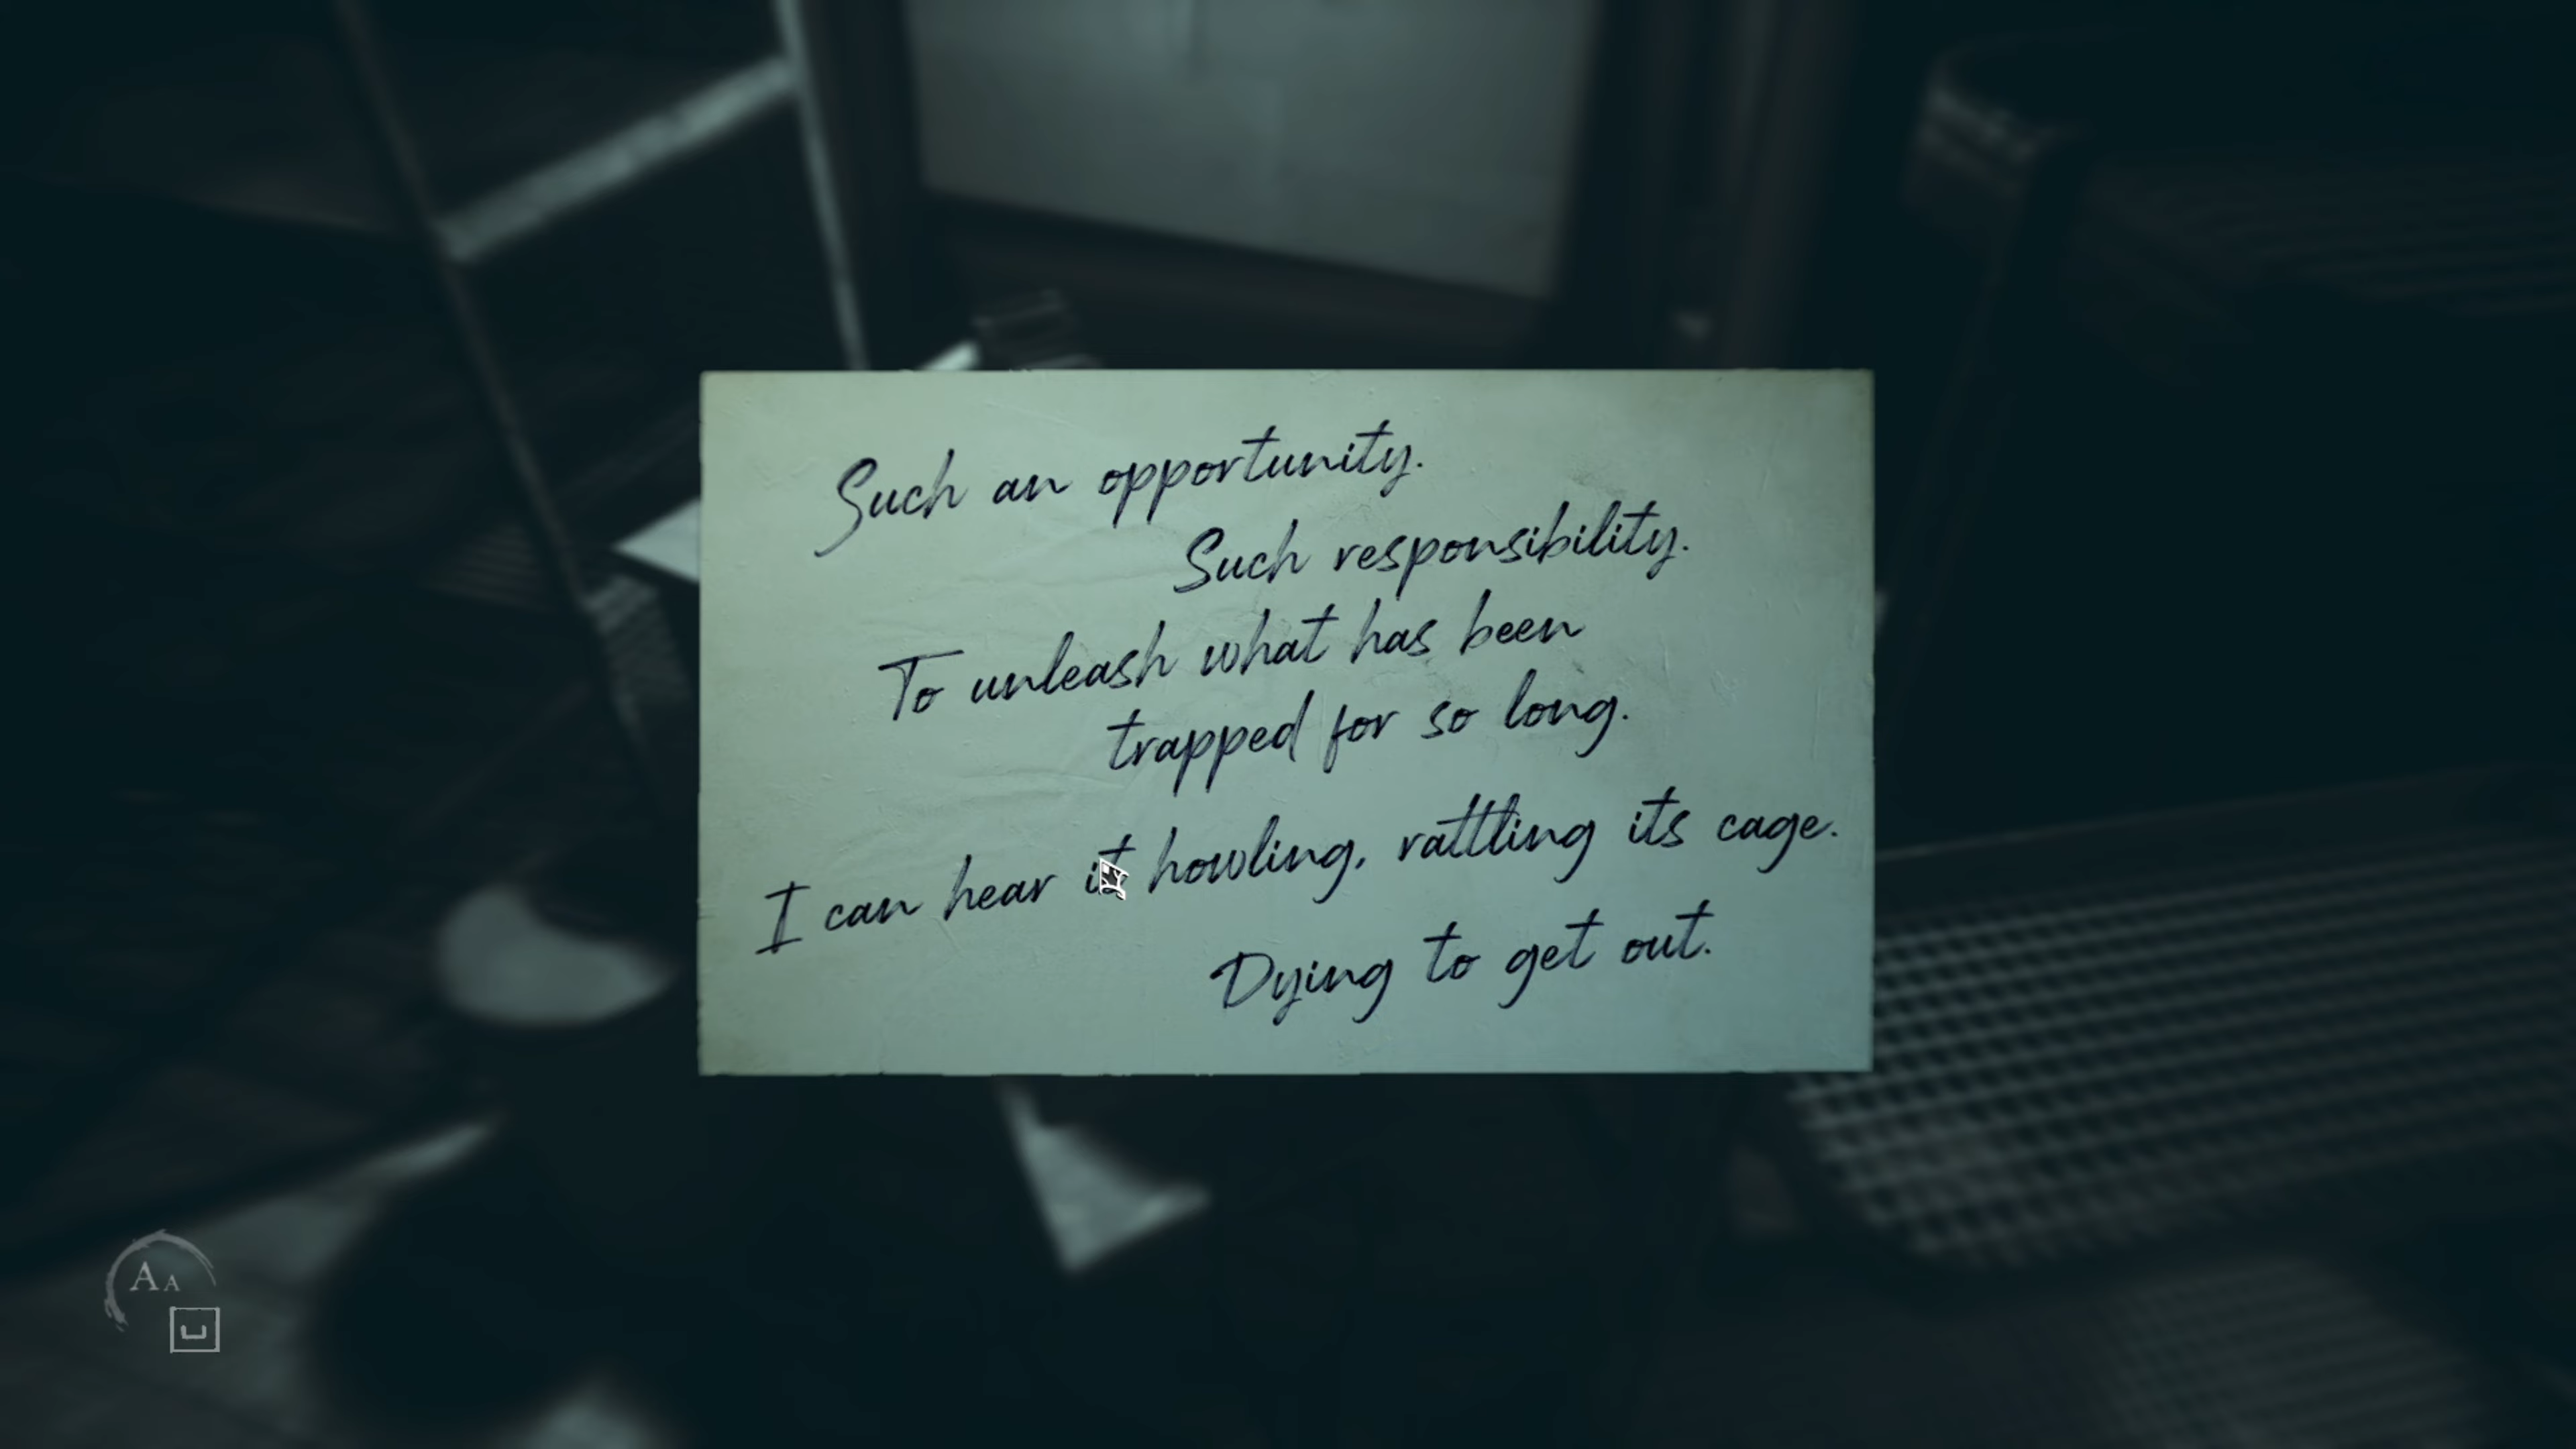 Such an opportunity.
Such responsibility.
To unleash what has been
trapped for so long.
I can hear it howling, rattling its cage.
Dying to get out.
AA